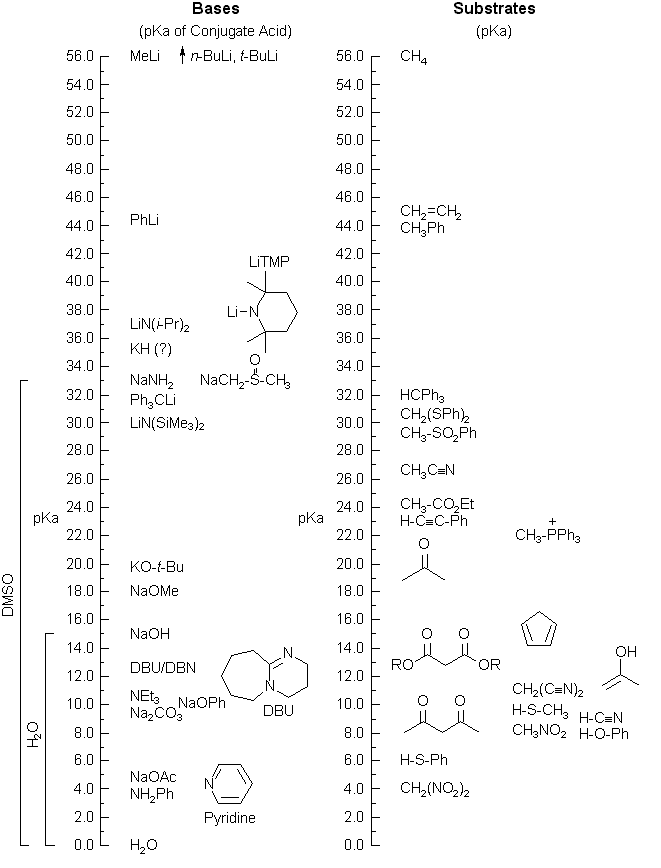 Bases
(pKa of Conjugate Acid)
Substrates
(pKa)
56.0 MeLi n-BuLi, t-BuLi 56.0 CH4
54.0 54.0
52.0 52.0
50.0 50.0
48.0 48.0
46.0 46.0
CH2=CH2
44.0 PhLi 44.0 CH3Ph
42.0 42.0
LiTMP
40.0 40.0
38.0 Li-N 38.0
LiN(i-Pr)2
36.0 36.0
KH (?)
34.0 O 34.0
NaNH2 NaCH2-S-CH3
32.0 Ph3CLi 32.0 HCPh3
CH2(SPh)2
30.0 LiN(SiMe3)2 30.0 CH3-SO2Ph
28.0 28.0
26.0 26.0 CH3C≡N
24.0 24.0 CH3-CO2Et
pKa pKa H-C≡C-Ph +
22.0 22.0 CH3-PPh3
O
20.0 KO-t-Bu 20.0
18.0 NaOMe 18.0
DMSO
16.0 16.0
NaOH O O
14.0 N 14.0 OH
DBU/DBN RO OR
12.0 N 12.0
NEt3 NaOPh CH2(C≡N)2
10.0 Na2CO3 DBU 10.0 O O H-S-CH3 H-C≡N
H2O CH3NO2 H-O-Ph
8.0 8.0
6.0 6.0 H-S-Ph
NaOAc N
4.0 NH2Ph 4.0 CH2(NO2)2
2.0 Pyridine 2.0
0.0 H2O 0.0